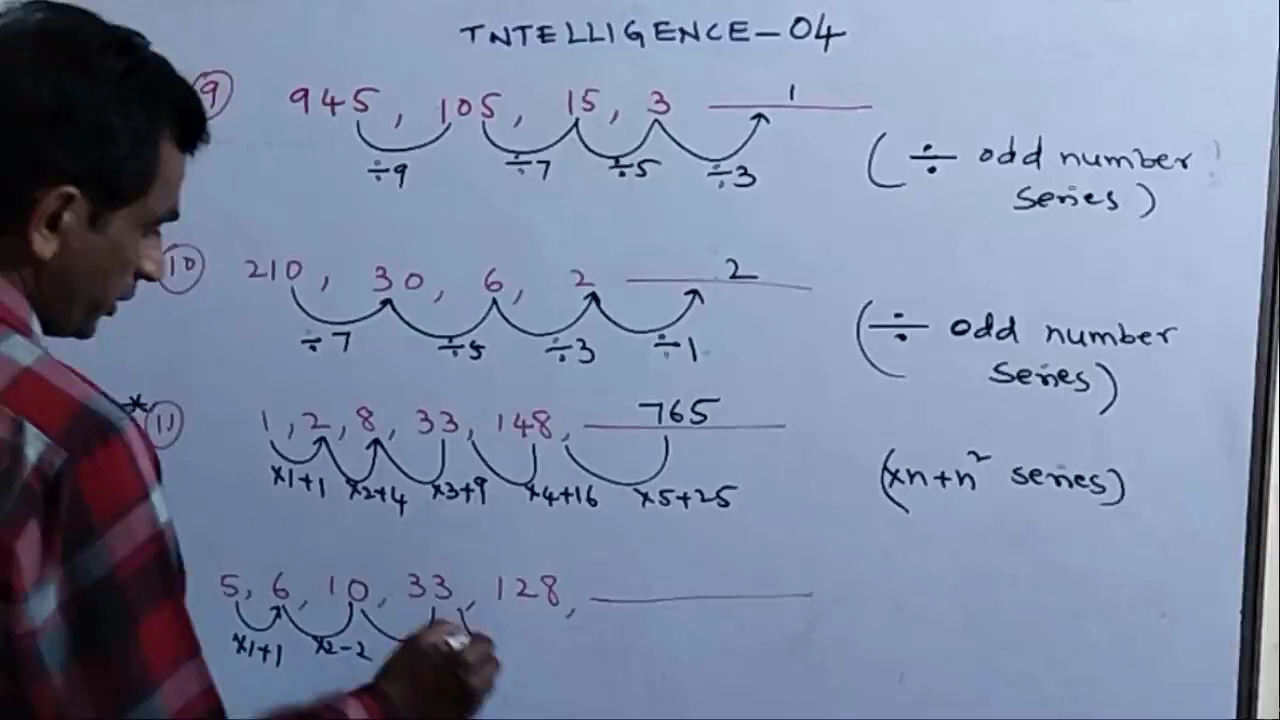 TNTELLIGENCE-04
9 945, 105, 15, 3 1
÷9 ÷7 ÷5 ÷3
(÷ odd number
series)
10 210, 30, 6, 2 2
÷7 ÷5 ÷3 ÷1
(÷ odd number
series)
* 11 1, 2, 8, 33, 148, 765
×1+1 ×2+4 ×3+9 ×4+16 ×5+25
(×n+n² series)
5, 6, 10, 33, 128,
×1+1 ×2-2